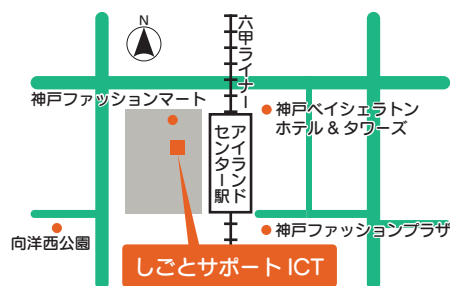 N
六甲ライナー
神戸ファッションマート
神戸ベイシェラトン
ホテル & タワーズ
アイランド
センター駅
向洋西公園
神戸ファッションプラザ
しごとサポート ICT